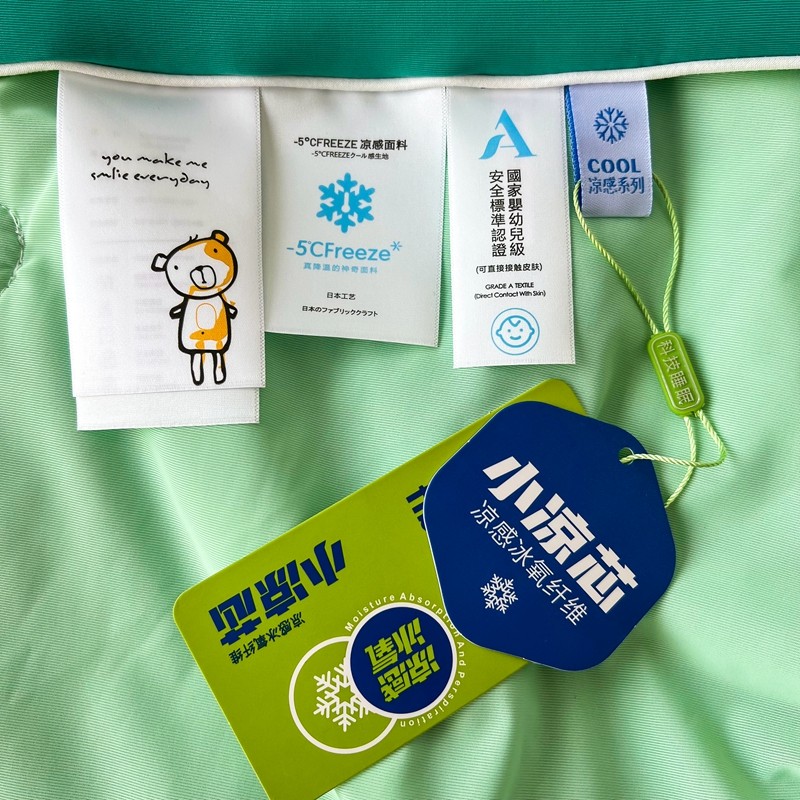 you make me
smlie everyday
-5°CFREEZE 凉感面料
-5°CFREEZEクール感生地
-5℃Freeze*
真降温的神奇面料
日本工艺
日本のファブリッククラフト
A
國家嬰幼兒級
安全標準認證
(可直接接触皮肤)
GRADE A TEXTILE
(Direct Contact With Skin)
COOL
凉感系列
科技睡眠
小凉芯
凉感冰氧纤维
小凉芯
凉感冰氧纤维
Moisture Absorption And Perspiration
凉感
冰氧